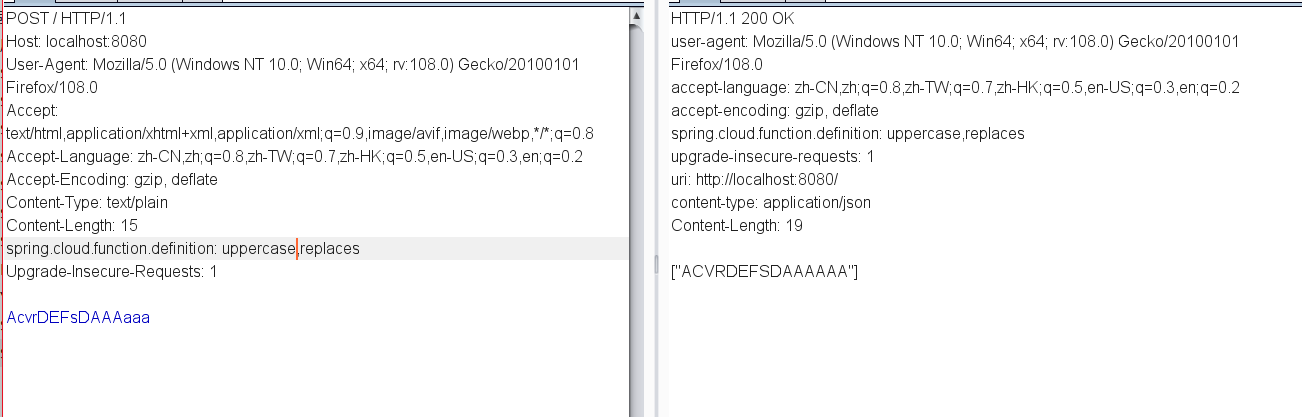 POST / HTTP/1.1
Host: localhost:8080
User-Agent: Mozilla/5.0 (Windows NT 10.0; Win64; x64; rv:108.0) Gecko/20100101
Firefox/108.0
Accept:
text/html,application/xhtml+xml,application/xml;q=0.9,image/avif,image/webp,*/*;q=0.8
Accept-Language: zh-CN,zh;q=0.8,zh-TW;q=0.7,zh-HK;q=0.5,en-US;q=0.3,en;q=0.2
Accept-Encoding: gzip, deflate
Content-Type: text/plain
Content-Length: 15
spring.cloud.function.definition: uppercase,replaces
Upgrade-Insecure-Requests: 1
AcvrDEFsDAAAaaa
HTTP/1.1 200 OK
user-agent: Mozilla/5.0 (Windows NT 10.0; Win64; x64; rv:108.0) Gecko/20100101
Firefox/108.0
accept-language: zh-CN,zh;q=0.8,zh-TW;q=0.7,zh-HK;q=0.5,en-US;q=0.3,en;q=0.2
accept-encoding: gzip, deflate
spring.cloud.function.definition: uppercase,replaces
upgrade-insecure-requests: 1
uri: http://localhost:8080/
content-type: application/json
Content-Length: 19
["ACVRDEFSDAAAAAA"]